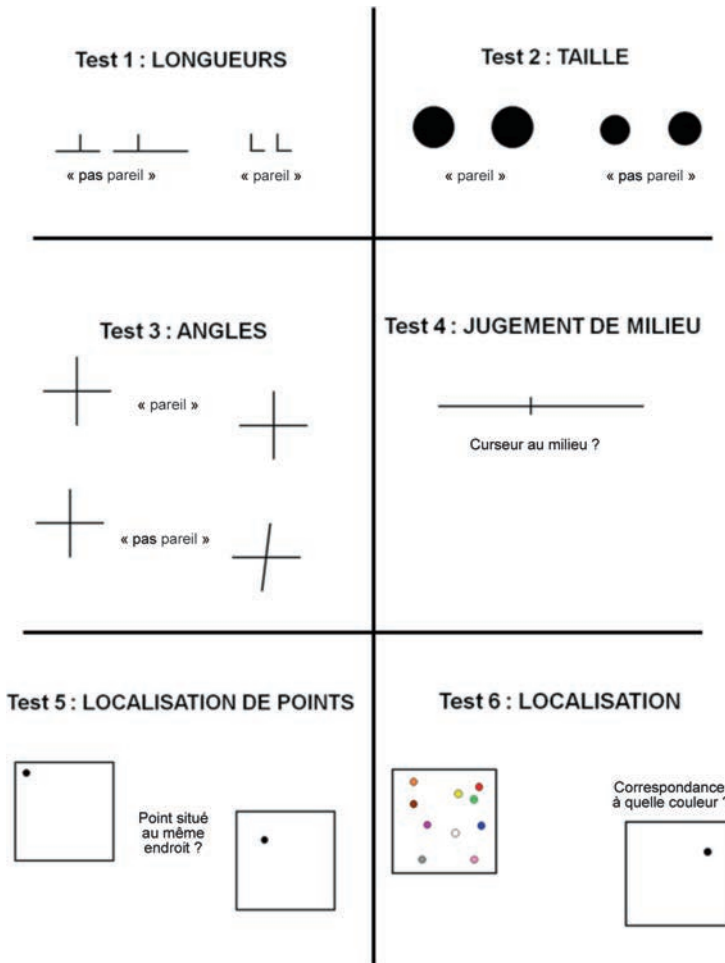 Test 1 : LONGUEURS
« pas pareil »
« pareil »
Test 2 : TAILLE
« pareil »
« pas pareil »
Test 3 : ANGLES
« pareil »
« pas pareil »
Test 4 : JUGEMENT DE MILIEU
Curseur au milieu ?
Test 5 : LOCALISATION DE POINTS
Point situé
au même
endroit ?
Test 6 : LOCALISATION
Correspondance
à quelle couleur ?